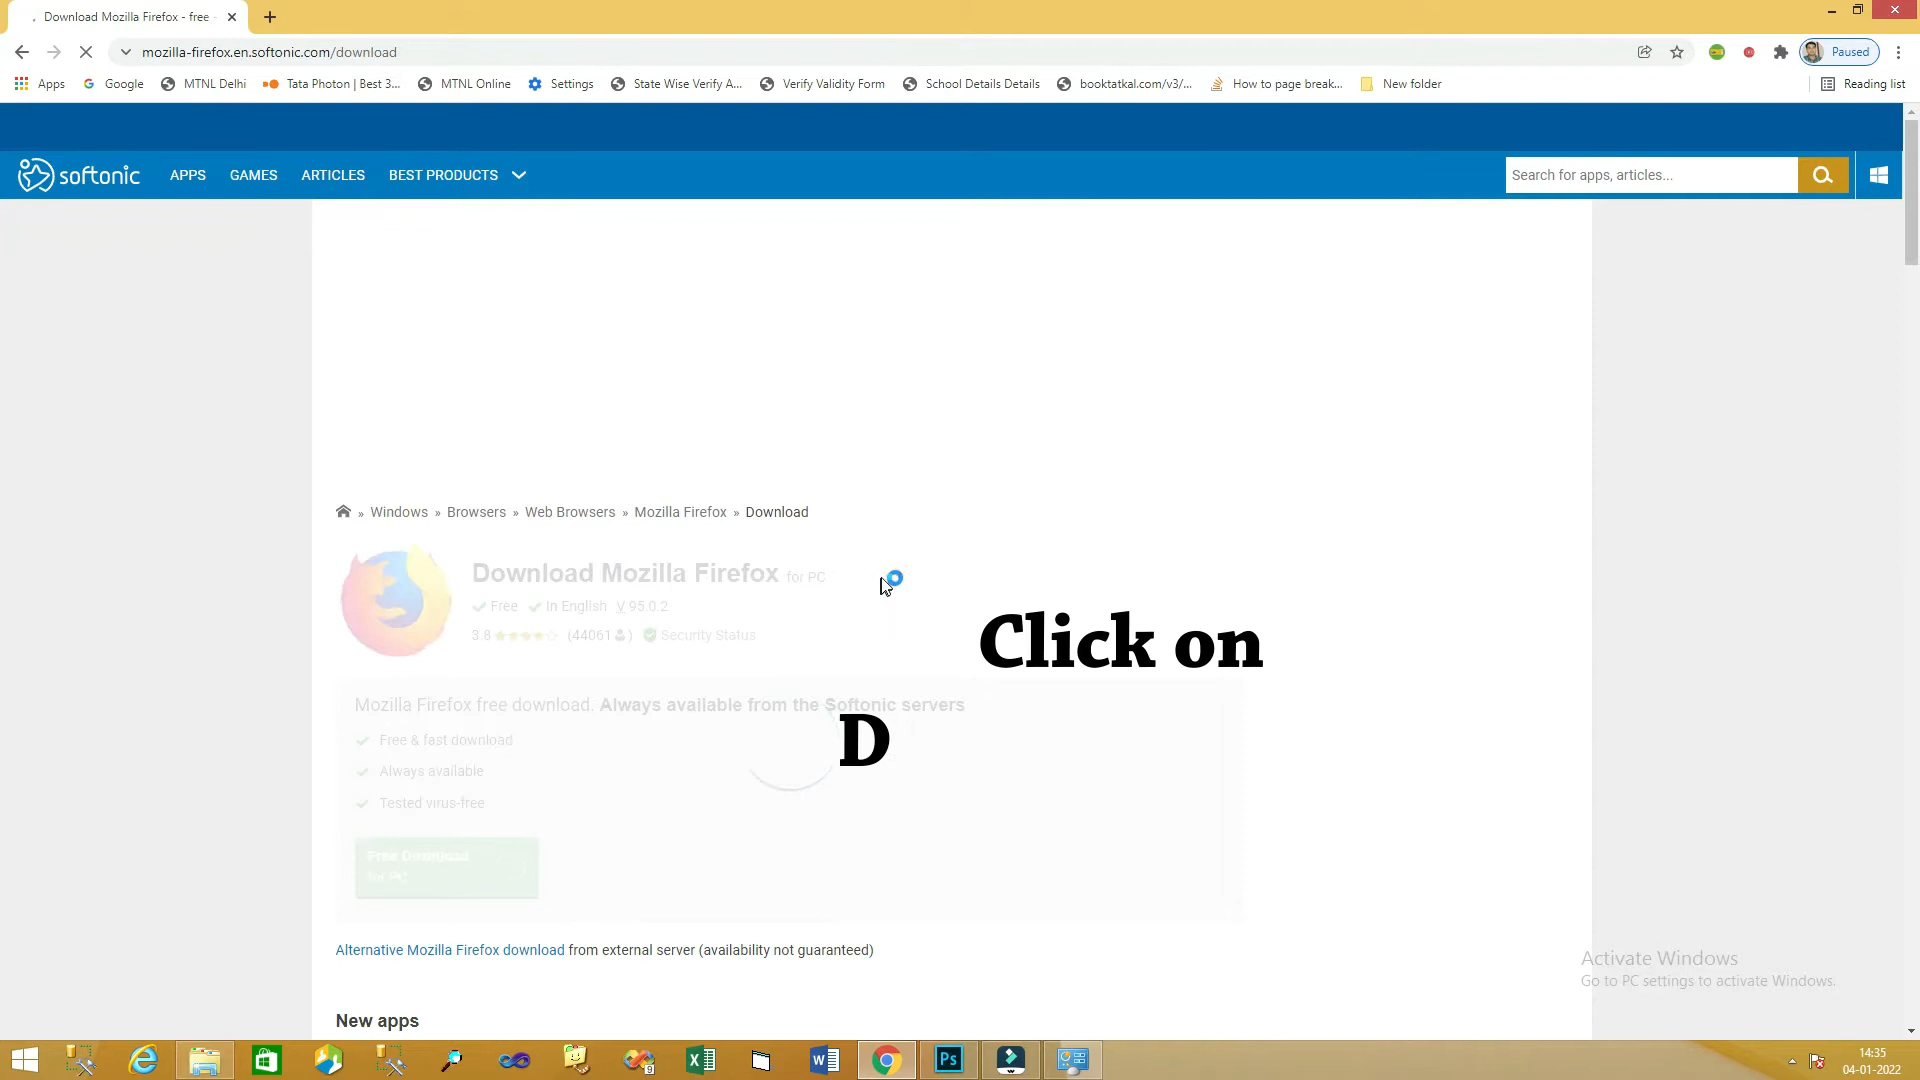 Download Mozilla Firefox - free -
mozilla-firefox.en.softonic.com/download
Paused
Apps
Google
MTNL Delhi
Tata Photon | Best 3...
MTNL Online
Settings
State Wise Verify A...
Verify Validity Form
School Details Details
booktatkal.com/v3/...
How to page break...
New folder
Reading list
softonic
APPS
GAMES
ARTICLES
BEST PRODUCTS
Search for apps, articles...
» Windows » Browsers » Web Browsers » Mozilla Firefox » Download
Download Mozilla Firefox for PC
Free In English V 95.0.2
3.8 (44061) Security Status
Click on
D
Mozilla Firefox free download. Always available from the Softonic servers
Free & fast download
Always available
Tested virus-free
Free Download
for PC
Alternative Mozilla Firefox download from external server (availability not guaranteed)
Activate Windows
Go to PC settings to activate Windows.
New apps
9
Ps
14:35
04-01-2022